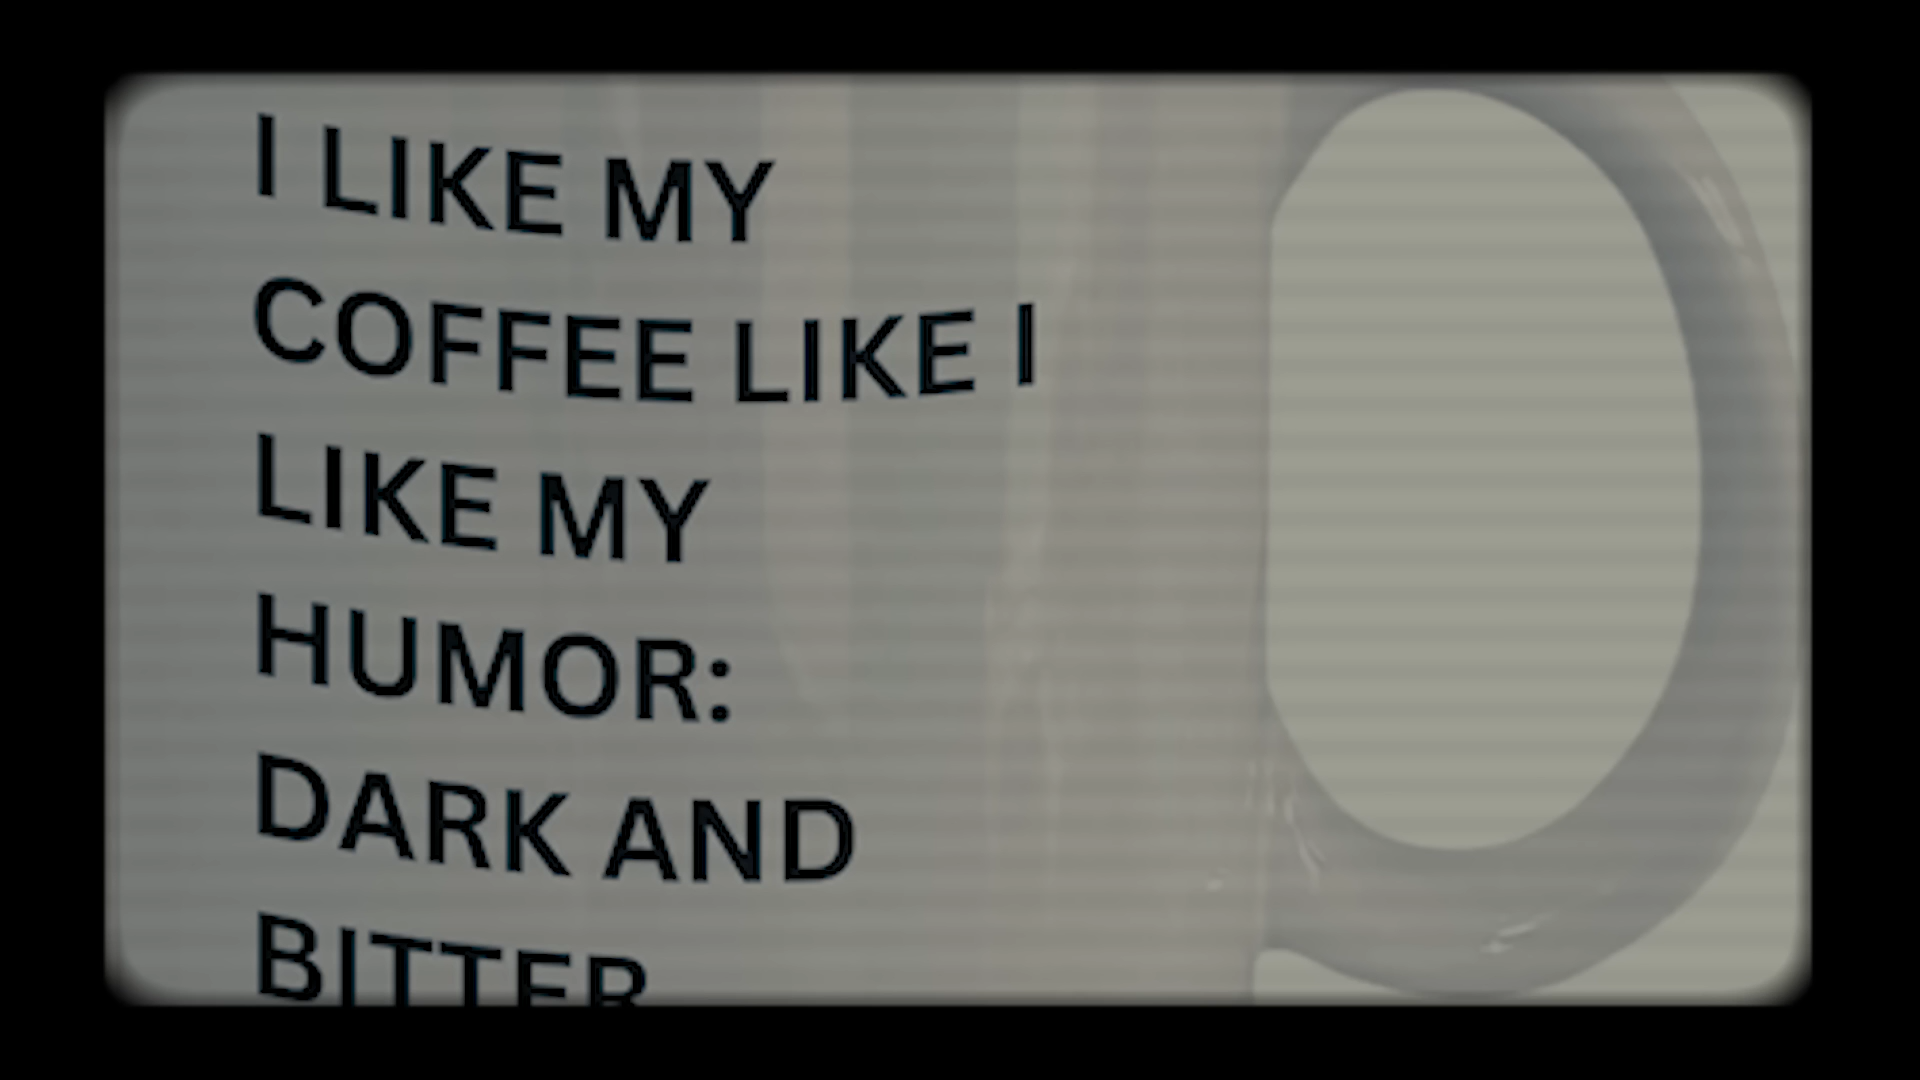 I LIKE MY
COFFEE LIKE I
LIKE MY
HUMOR:
DARK AND
BITTER